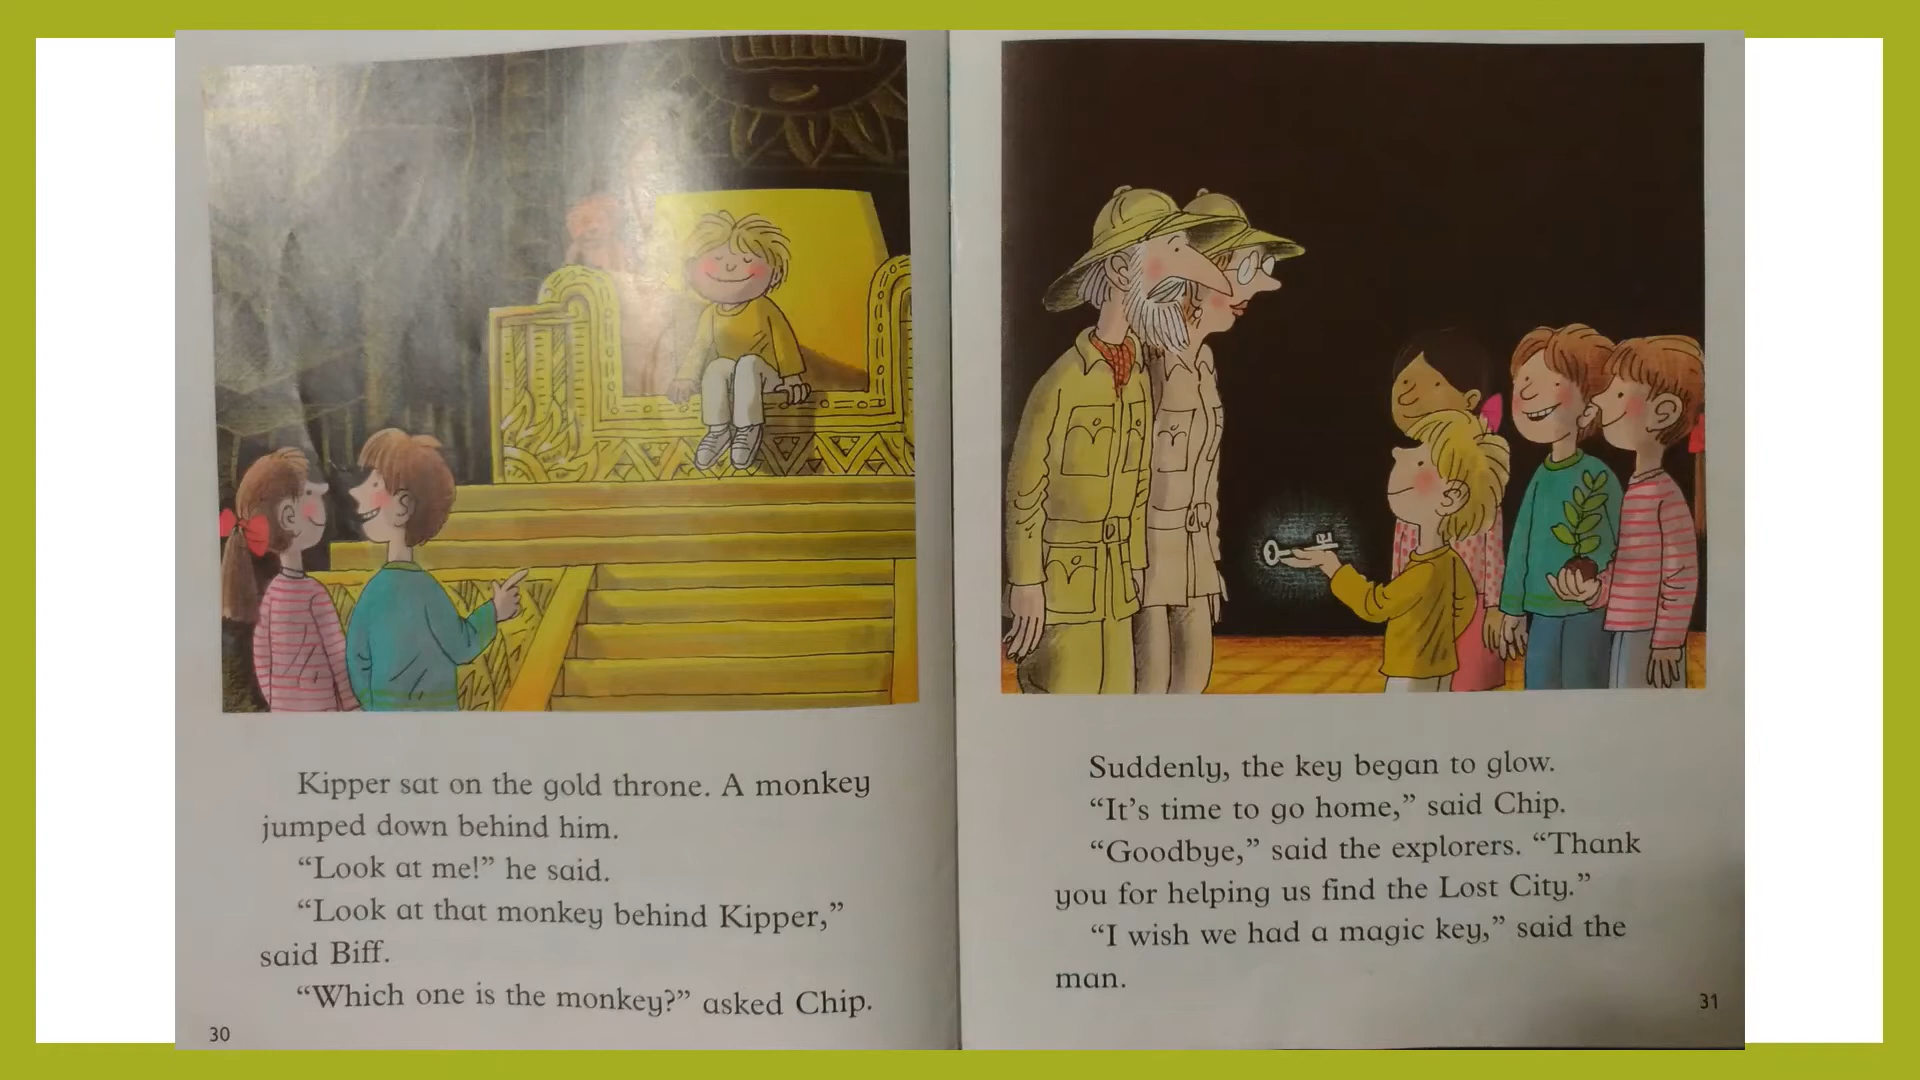 Kipper sat on the gold throne. A monkey
jumped down behind him.
“Look at me!” he said.
“Look at that monkey behind Kipper,”
said Biff.
“Which one is the monkey?” asked Chip.
30
Suddenly, the key began to glow.
“It’s time to go home,” said Chip.
“Goodbye,” said the explorers. “Thank
you for helping us find the Lost City.”
“I wish we had a magic key,” said the
man.
31